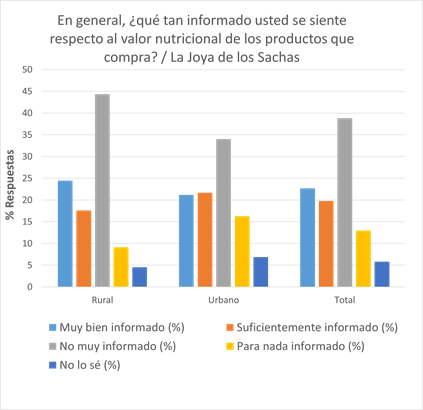 En general, ¿qué tan informado usted se siente
respecto al valor nutricional de los productos que
compra? / La Joya de los Sachas
% Respuestas
50
45
40
35
30
25
20
15
10
5
0
Rural Urbano Total
Muy bien informado (%) Suficientemente informado (%)
No muy informado (%) Para nada informado (%)
No lo sé (%)